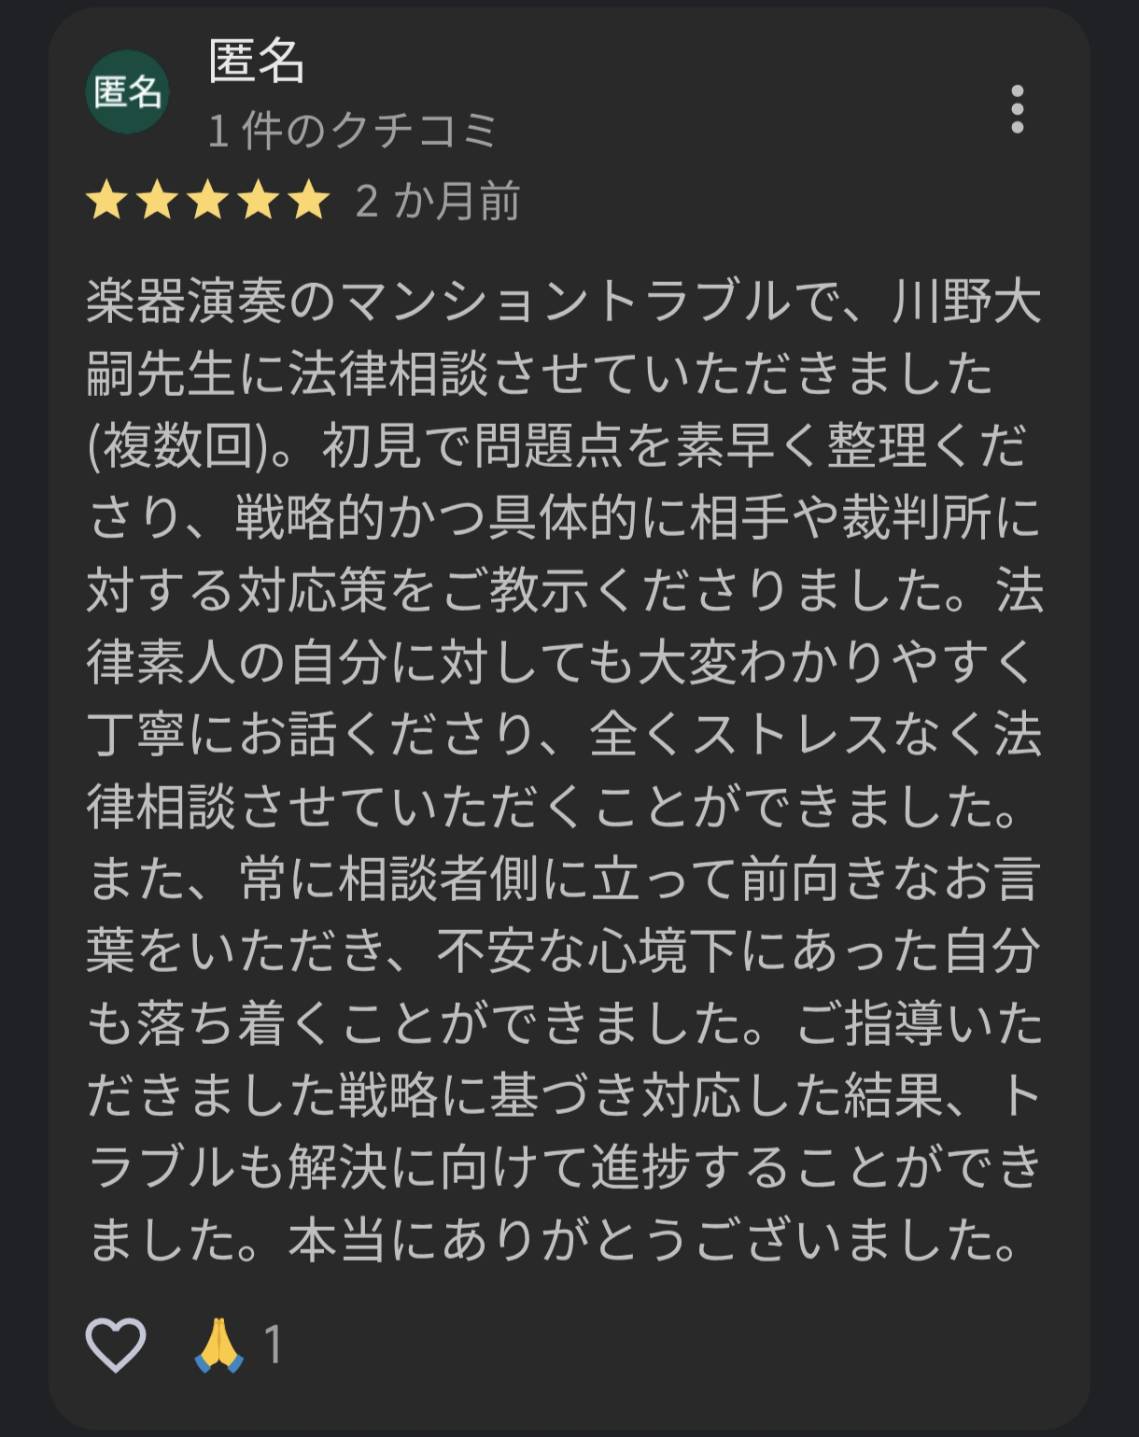 匿名
匿名
1 件のクチコミ
2 か月前
楽器演奏のマンショントラブルで、川野大
嗣先生に法律相談させていただきました
(複数回)。初見で問題点を素早く整理くだ
さり、戦略的かつ具体的に相手や裁判所に
対する対応策をご教示くださりました。法
律素人の自分に対しても大変わかりやすく
丁寧にお話くださり、全くストレスなく法
律相談させていただくことができました。
また、常に相談者側に立って前向きなお言
葉をいただき、不安な心境下にあった自分
も落ち着くことができました。ご指導いた
だきました戦略に基づき対応した結果、ト
ラブルも解決に向けて進捗することができ
ました。本当にありがとうございました。
1